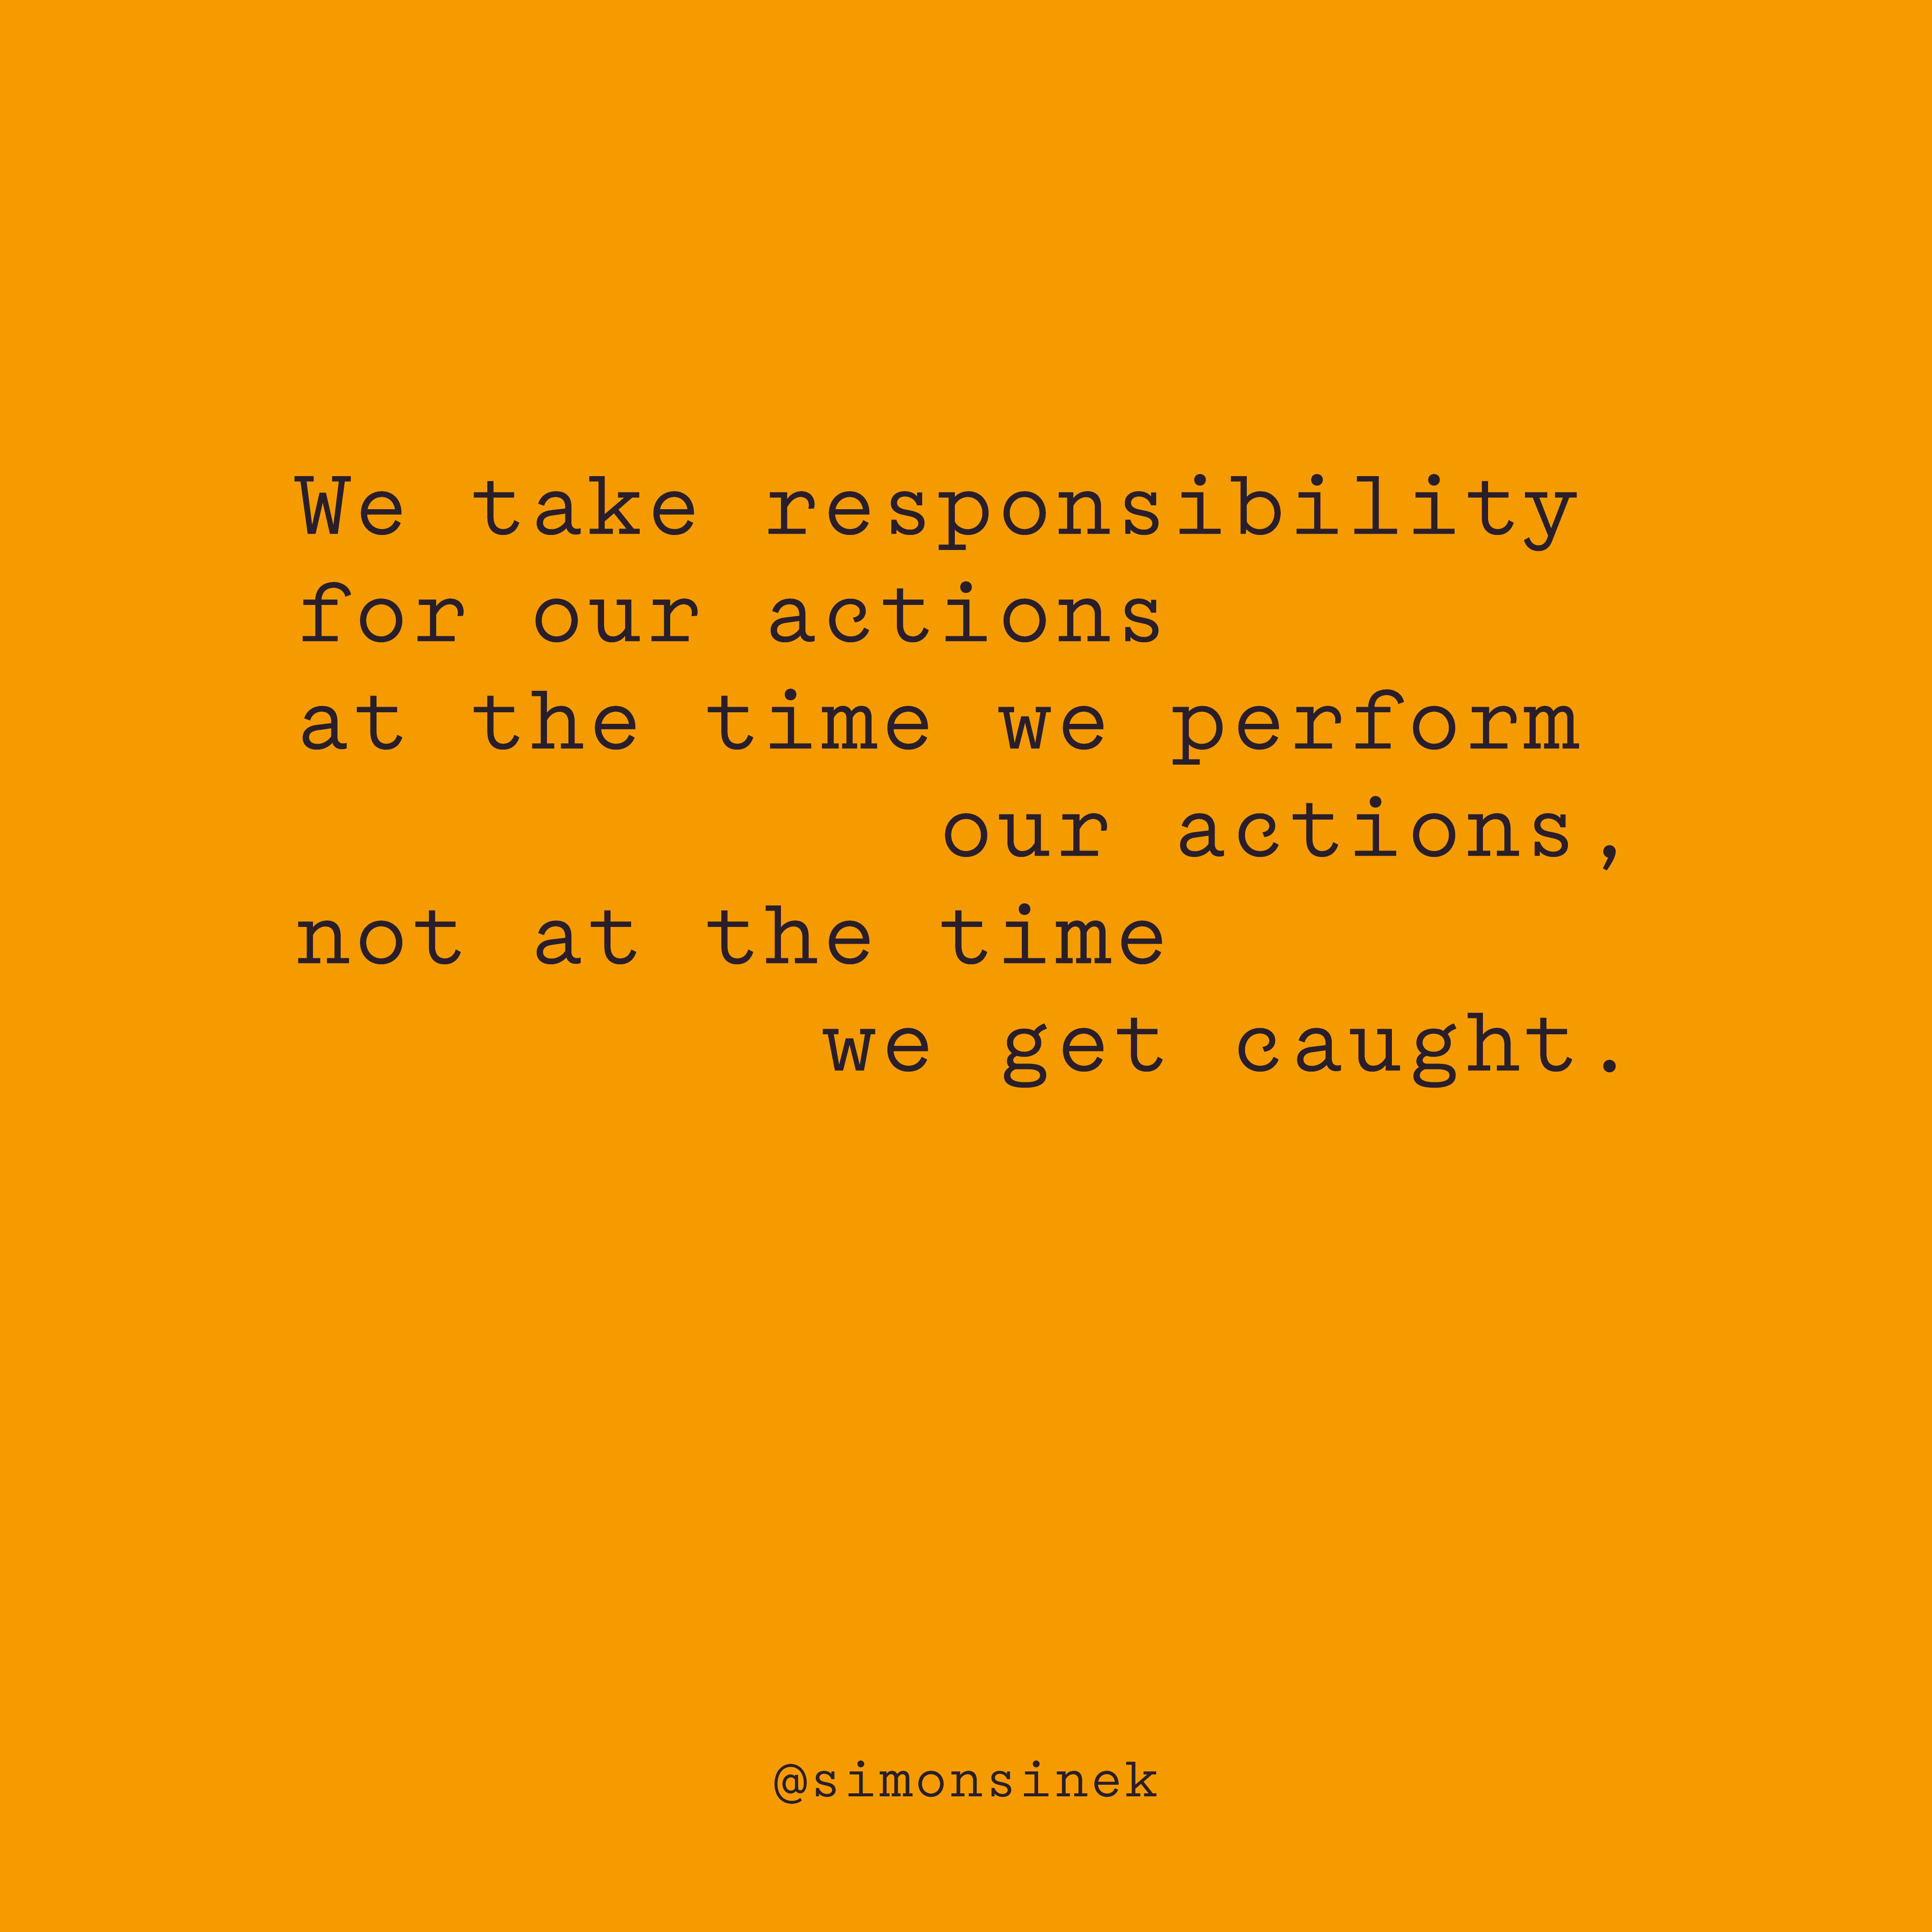 We take responsibility
for our actions
at the time we perform
our actions,
not at the time
we get caught.
@simonsinek